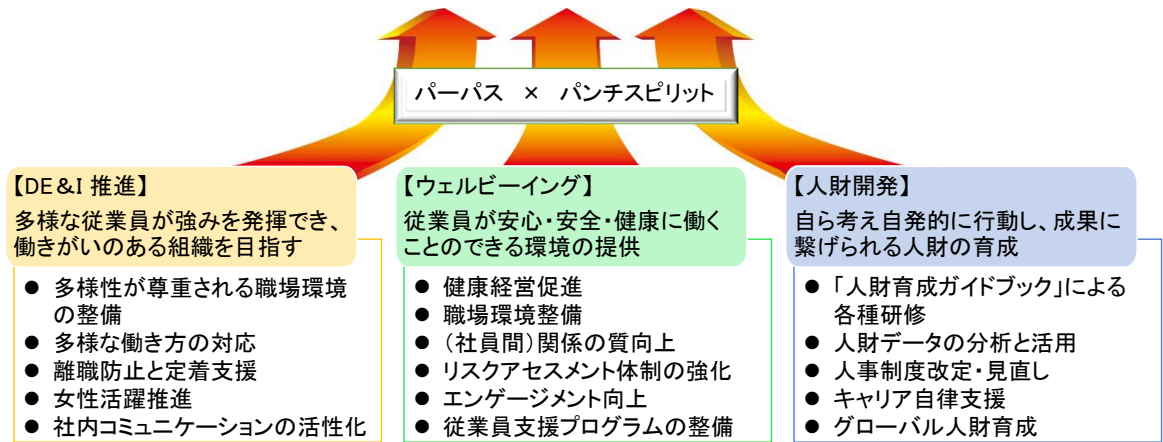 パーパス × パンチスピリット
【DE&I 推進】
多様な従業員が強みを発揮でき、
働きがいのある組織を目指す
● 多様性が尊重される職場環境
の整備
● 多様な働き方の対応
● 離職防止と定着支援
● 女性活躍推進
● 社内コミュニケーションの活性化
【ウェルビーイング】
従業員が安心・安全・健康に働く
ことのできる環境の提供
● 健康経営促進
● 職場環境整備
● （社員間）関係の質向上
● リスクアセスメント体制の強化
● エンゲージメント向上
● 従業員支援プログラムの整備
【人財開発】
自ら考え自発的に行動し、成果に
繋げられる人財の育成
● 「人財育成ガイドブック」による
各種研修
● 人財データの分析と活用
● 人事制度改定・見直し
● キャリア自律支援
● グローバル人財育成